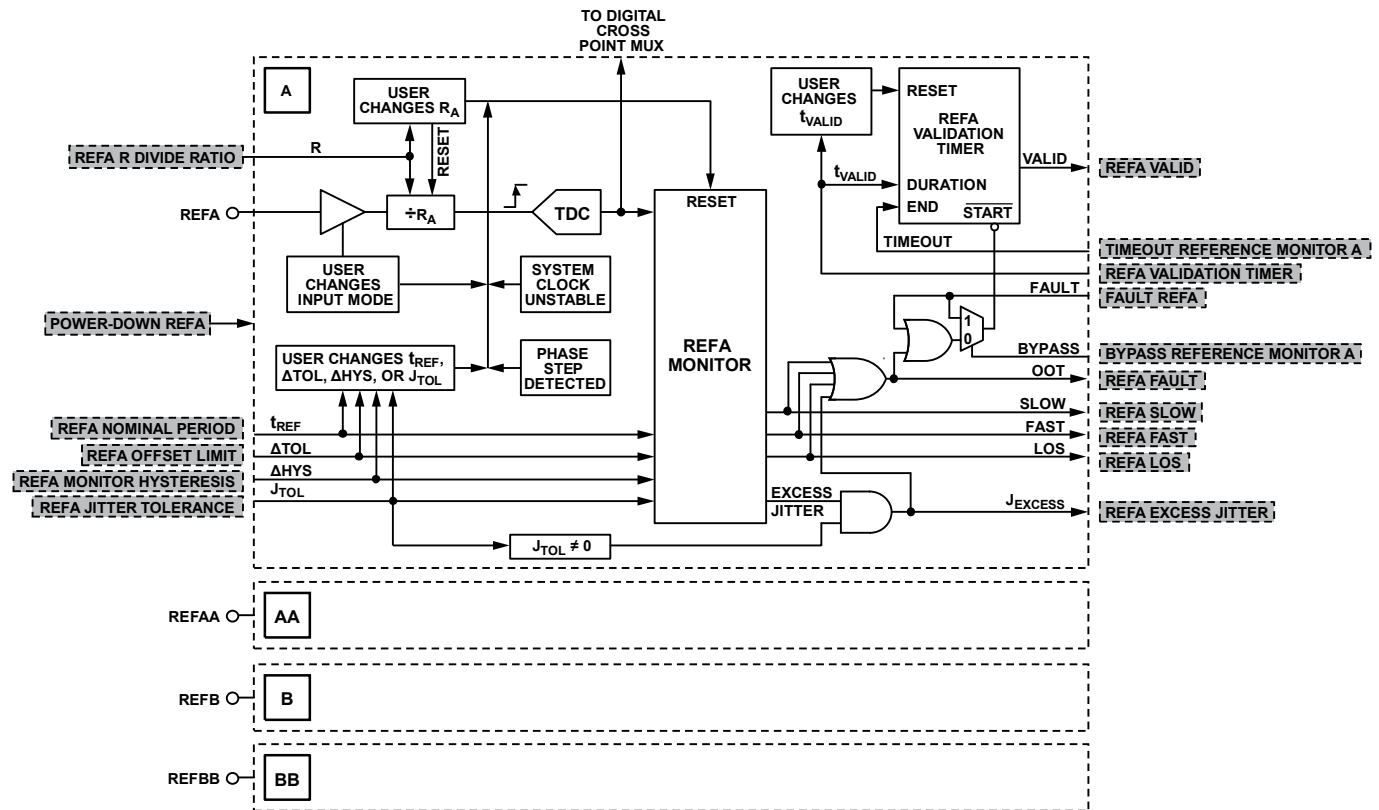 TO DIGITAL
CROSS
POINT MUX
A
USER
CHANGES RA
R
RESET
REFA R DIVIDE RATIO
REFA
÷RA
TDC
USER
CHANGES
INPUT MODE
SYSTEM
CLOCK
UNSTABLE
POWER-DOWN REFA
USER CHANGES tREF,
ΔTOL, ΔHYS, OR JTOL
PHASE
STEP
DETECTED
REFA NOMINAL PERIOD
tREF
REFA OFFSET LIMIT
ΔTOL
REFA MONITOR HYSTERESIS
ΔHYS
REFA JITTER TOLERANCE
JTOL
JTOL ≠ 0
RESET
REFA
MONITOR
EXCESS
JITTER
USER
CHANGES
tVALID
RESET
REFA
VALIDATION
TIMER
tVALID
DURATION
END
START
VALID
REFA VALID
TIMEOUT
TIMEOUT REFERENCE MONITOR A
REFA VALIDATION TIMER
FAULT
FAULT REFA
1
0
BYPASS
BYPASS REFERENCE MONITOR A
OOT
REFA FAULT
SLOW
REFA SLOW
FAST
REFA FAST
LOS
REFA LOS
JEXCESS
REFA EXCESS JITTER
REFAA
AA
REFB
B
REFBB
BB